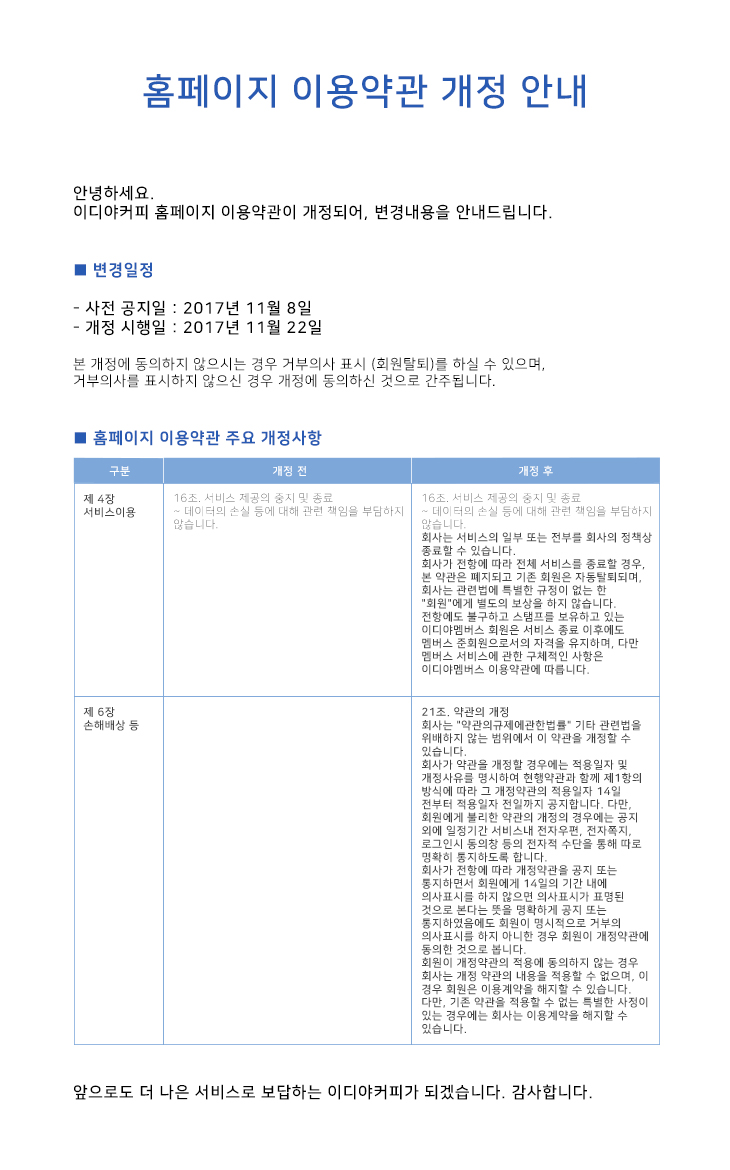 홈페이지 이용약관 개정 안내
안녕하세요.
이디야커피 홈페이지 이용약관이 개정되어, 변경내용을 안내드립니다.
■ 변경일정
- 사전 공지일 : 2017년 11월 8일
- 개정 시행일 : 2017년 11월 22일
본 개정에 동의하지 않으시는 경우 거부의사 표시 (회원탈퇴)를 하실 수 있으며,
거부의사를 표시하지 않으신 경우 개정에 동의하신 것으로 간주됩니다.
■ 홈페이지 이용약관 주요 개정사항
구분
개정 전
개정 후
제 4장
서비스이용
16조. 서비스 제공의 중지 및 종료
~ 데이터의 손실 등에 대해 관련 책임을 부담하지
않습니다.
16조. 서비스 제공의 중지 및 종료
~ 데이터의 손실 등에 대해 관련 책임을 부담하지
않습니다.
회사는 서비스의 일부 또는 전부를 회사의 정책상
종료할 수 있습니다.
회사가 전항에 따라 전체 서비스를 종료할 경우,
본 약관은 폐지되고 기존 회원은 자동탈퇴되며,
회사는 관련법에 특별한 규정이 없는 한
"회원"에게 별도의 보상을 하지 않습니다.
전항에도 불구하고 스탬프를 보유하고 있는
이디야멤버스 회원은 서비스 종료 이후에도
멤버스 준회원으로서의 자격을 유지하며, 다만
멤버스 서비스에 관한 구체적인 사항은
이디야멤버스 이용약관에 따릅니다.
제 6장
손해배상 등
21조. 약관의 개정
회사는 "약관의규제에관한법률" 기타 관련법을
위배하지 않는 범위에서 이 약관을 개정할 수
있습니다.
회사가 약관을 개정할 경우에는 적용일자 및
개정사유를 명시하여 현행약관과 함께 제1항의
방식에 따라 그 개정약관의 적용일자 14일
전부터 적용일자 전일까지 공지합니다. 다만,
회원에게 불리한 약관의 개정의 경우에는 공지
외에 일정기간 서비스내 전자우편, 전자쪽지,
로그인시 동의창 등의 전자적 수단을 통해 따로
명확히 통지하도록 합니다.
회사가 전항에 따라 개정약관을 공지 또는
통지하면서 회원에게 14일의 기간 내에
의사표시를 하지 않으면 의사표시가 표명된
것으로 본다는 뜻을 명확하게 공지 또는
통지하였음에도 회원이 명시적으로 거부의
의사표시를 하지 아니한 경우 회원이 개정약관에
동의한 것으로 봅니다.
회원이 개정약관의 적용에 동의하지 않는 경우
회사는 개정 약관의 내용을 적용할 수 없으며, 이
경우 회원은 이용계약을 해지할 수 있습니다.
다만, 기존 약관을 적용할 수 없는 특별한 사정이
있는 경우에는 회사는 이용계약을 해지할 수
있습니다.
앞으로도 더 나은 서비스로 보답하는 이디야커피가 되겠습니다. 감사합니다.